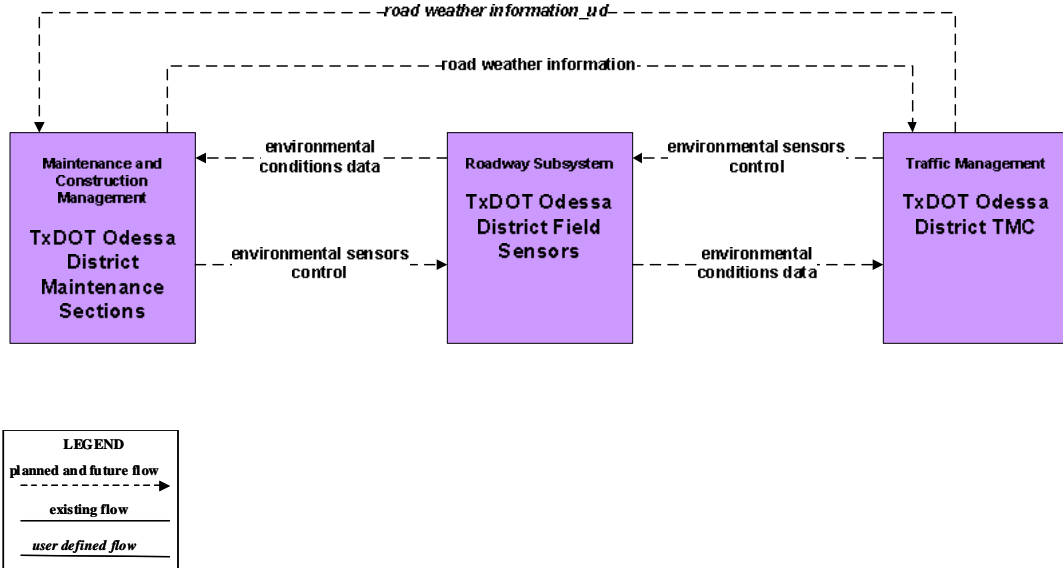 road weather information_ud
road weather information
Maintenance and
Construction
Management
TxDOT Odessa
District
Maintenance
Sections
environmental
conditions data
environmental sensors
control
Roadway Subsystem
TxDOT Odessa
District Field
Sensors
environmental sensors
control
environmental
conditions data
Traffic Management
TxDOT Odessa
District TMC
LEGEND
planned and future flow
existing flow
user defined flow